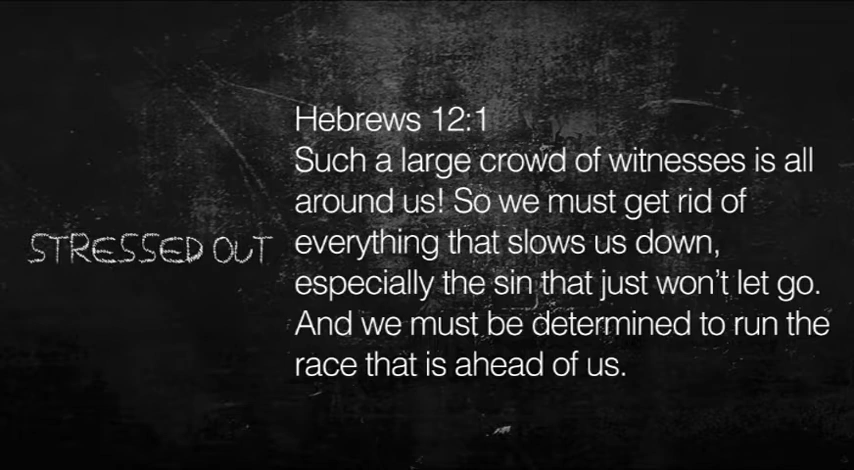 STRESSED OUT
Hebrews 12:1
Such a large crowd of witnesses is all
around us! So we must get rid of
everything that slows us down,
especially the sin that just won’t let go.
And we must be determined to run the
race that is ahead of us.